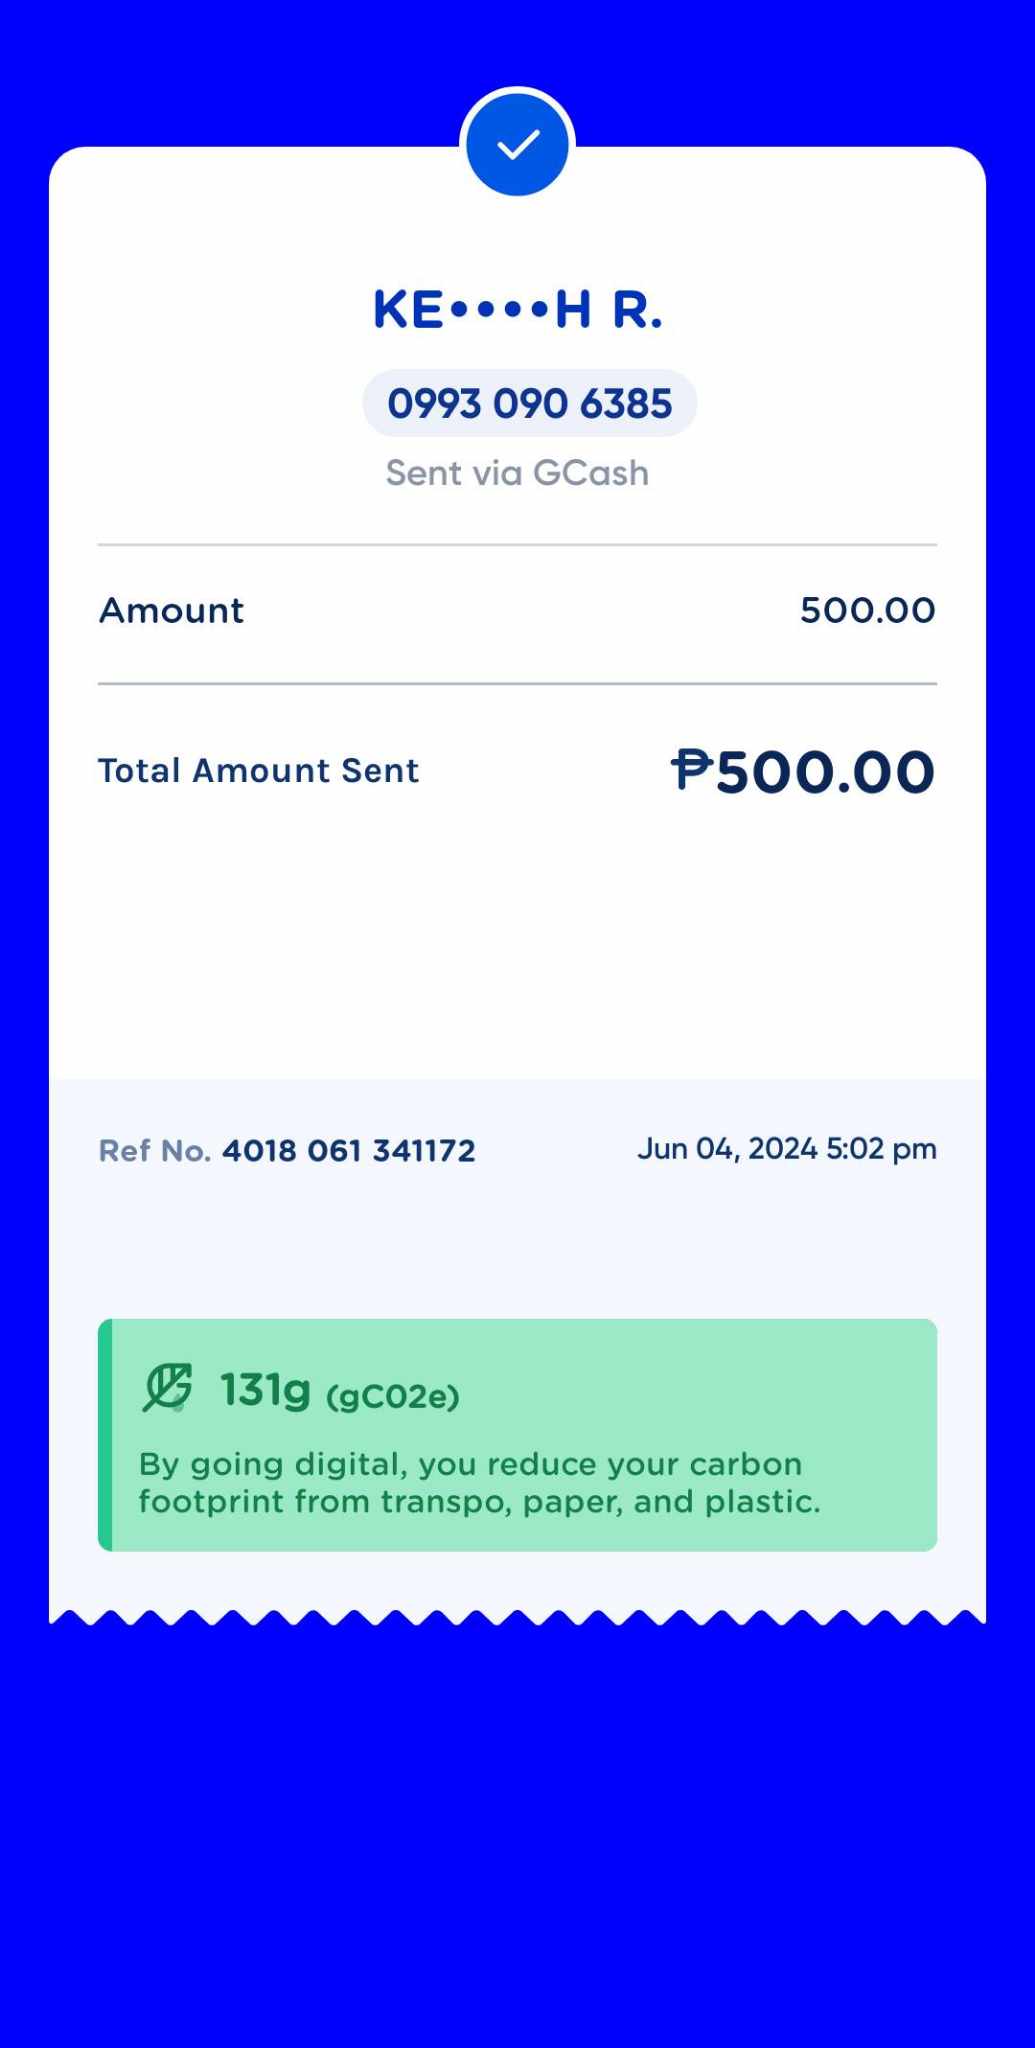 KE••••H R.
0993 090 6385
Sent via GCash
Amount 500.00
Total Amount Sent ₱500.00
Ref No. 4018 061 341172 Jun 04, 2024 5:02 pm
131g (gC02e)
By going digital, you reduce your carbon
footprint from transpo, paper, and plastic.